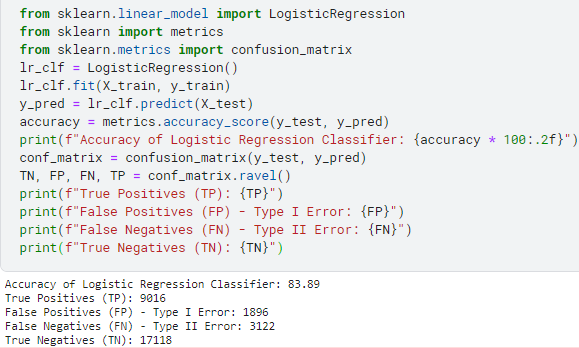 from sklearn.linear_model import LogisticRegression
from sklearn import metrics
from sklearn.metrics import confusion_matrix
lr_clf = LogisticRegression()
lr_clf.fit(X_train, y_train)
y_pred = lr_clf.predict(X_test)
accuracy = metrics.accuracy_score(y_test, y_pred)
print(f"Accuracy of Logistic Regression Classifier: {accuracy * 100:.2f}")
conf_matrix = confusion_matrix(y_test, y_pred)
TN, FP, FN, TP = conf_matrix.ravel()
print(f"True Positives (TP): {TP}")
print(f"False Positives (FP) - Type I Error: {FP}")
print(f"False Negatives (FN) - Type II Error: {FN}")
print(f"True Negatives (TN): {TN}")
Accuracy of Logistic Regression Classifier: 83.89
True Positives (TP): 9016
False Positives (FP) - Type I Error: 1896
False Negatives (FN) - Type II Error: 3122
True Negatives (TN): 17118